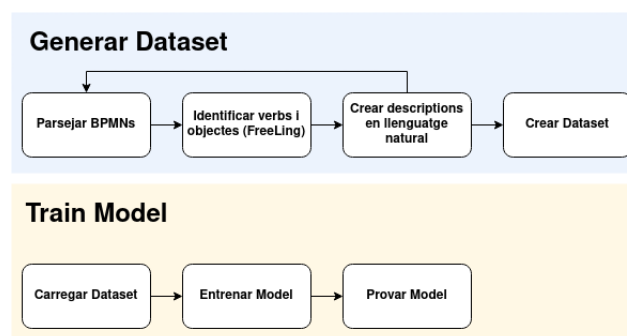 Generar Dataset
Parsejar BPMNs
Identificar verbs i
objectes (FreeLing)
Crear descriptions
en llenguatge
natural
Crear Dataset
Train Model
Carregar Dataset
Entrenar Model
Provar Model